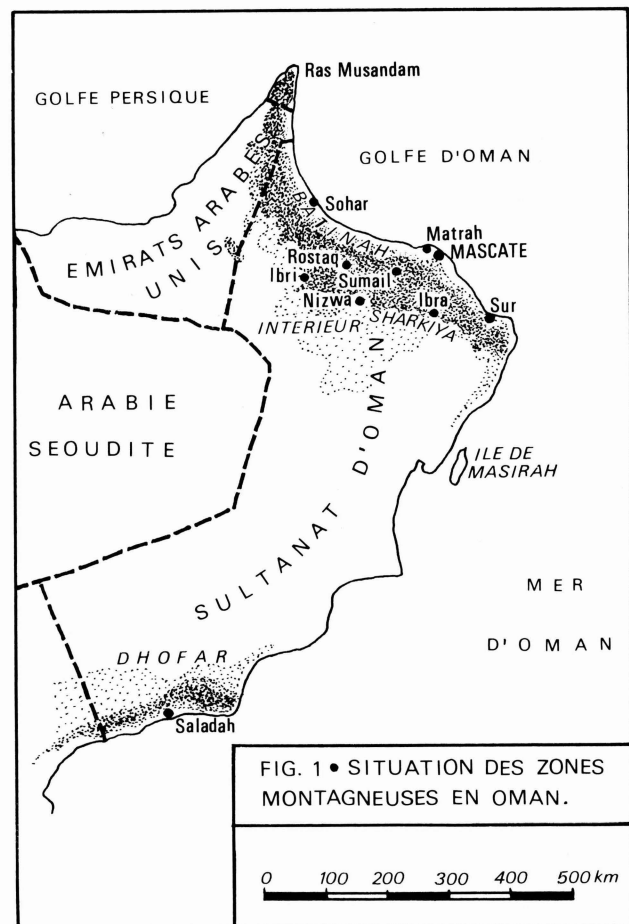 Ras Musandam
GOLFE PERSIQUE
GOLFE D'OMAN
EMIRATS ARABES
UNIS
Sohar
BATINAH
Matrah
MASCATE
Rostaq
Ibri
Sumail
Nizwa
Ibra
Sur
INTERIEUR
SHARKIYA
ARABIE
SEOUDITE
SULTANAT D'OMAN
ILE DE
MASIRAH
MER
D'OMAN
DHOFAR
Saladah
FIG. 1 • SITUATION DES ZONES
MONTAGNEUSES EN OMAN.
0 100 200 300 400 500 km